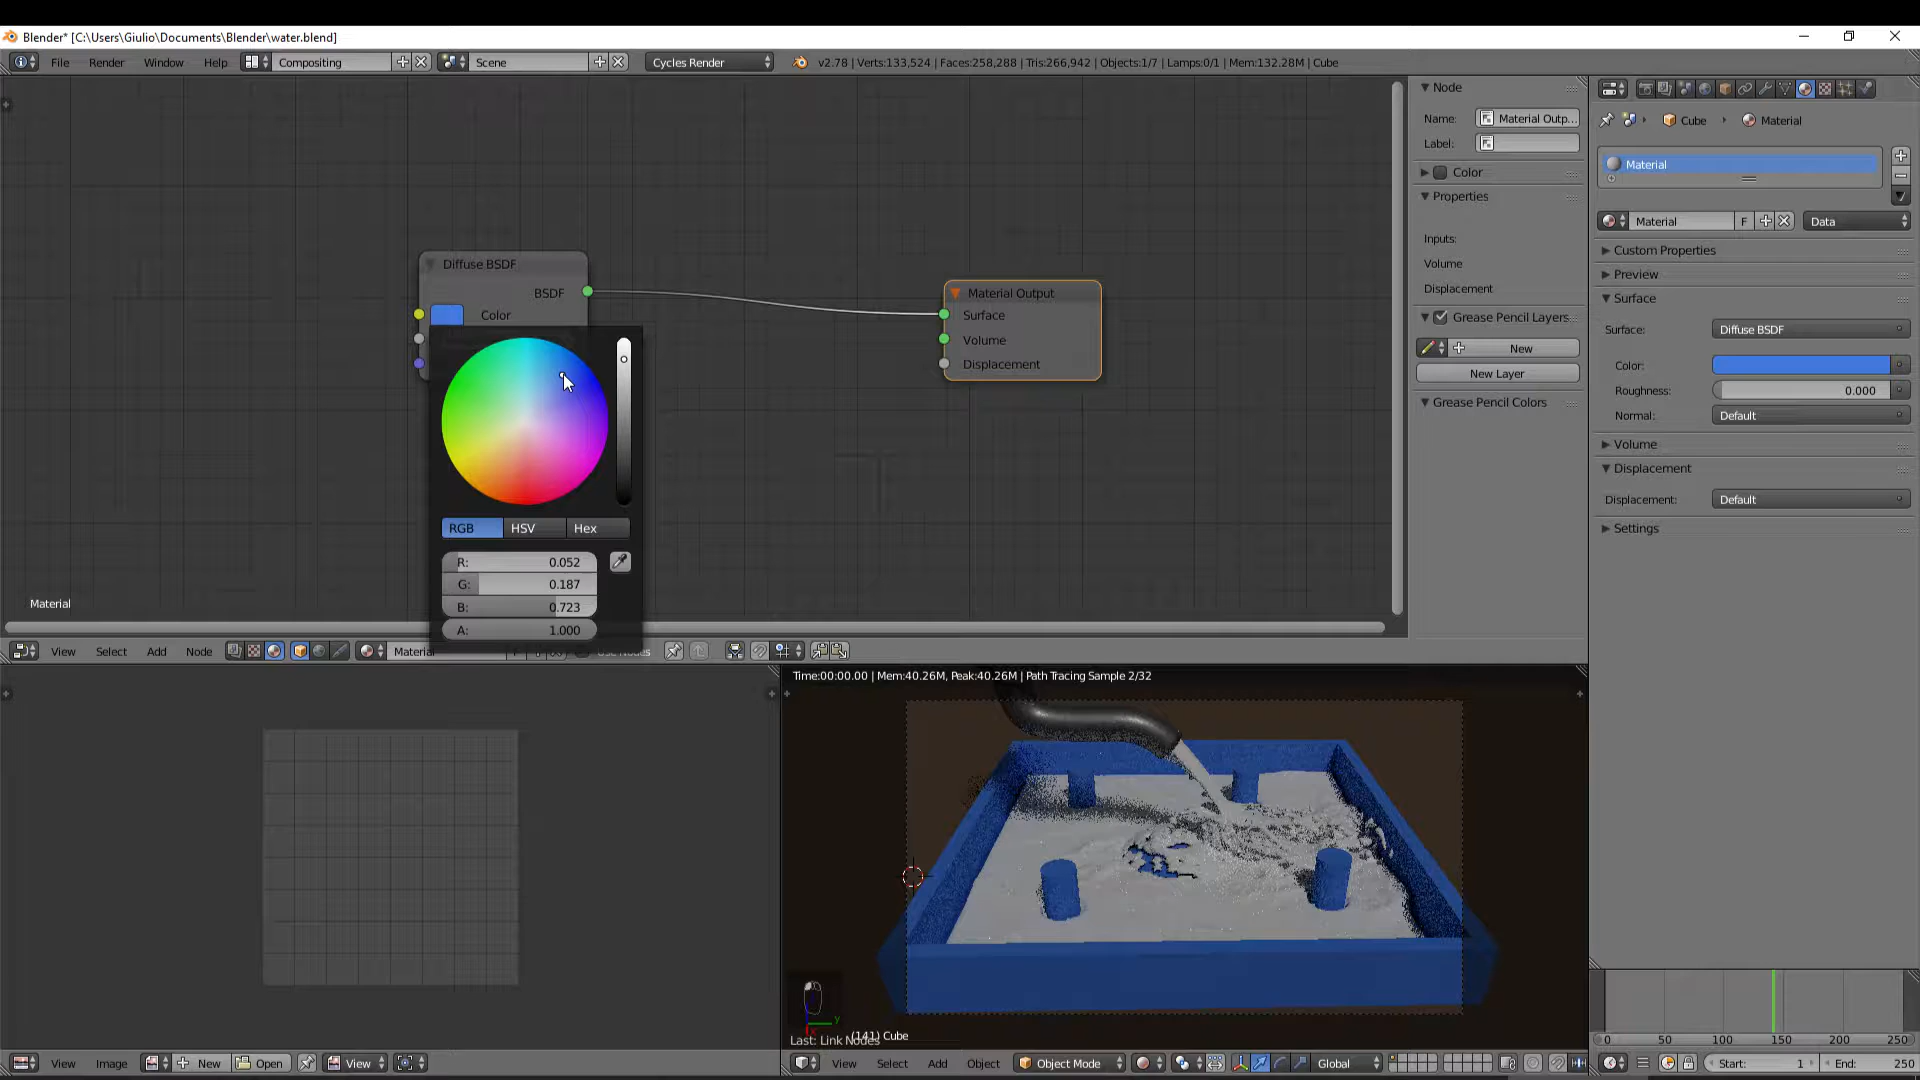 Blender* [C:\Users\Giulio\Documents\Blender\water.blend]
File Render Window Help Compositing Scene Cycles Render v2.78 | Verts:133,524 | Faces:258,288 | Tris:266,942 | Objects:1/7 | Lamps:0/1 | Mem:132.28M | Cube
Node
Name: Material Outp...
Label:
Color
Properties
Inputs:
Volume
Displacement
Grease Pencil Layers
New
New Layer
Grease Pencil Colors
Cube Material
Material
Material F Data
Custom Properties
Preview
Surface
Surface: Diffuse BSDF
Color:
Roughness: 0.000
Normal: Default
Volume
Displacement
Displacement: Default
Settings
Diffuse BSDF
BSDF
Color
Material Output
Surface
Volume
Displacement
RGB HSV Hex
R: 0.052
G: 0.187
B: 0.723
A: 1.000
Material
View Select Add Node Material Use Nodes
Time:00:00.00 | Mem:40.26M, Peak:40.26M | Path Tracing Sample 2/32
y
x
(141) Cube
Last: Link Nodes
View Image New Open View
View Select Add Object Object Mode Global
0 50 100 150 200 250
Start: 1 End: 250